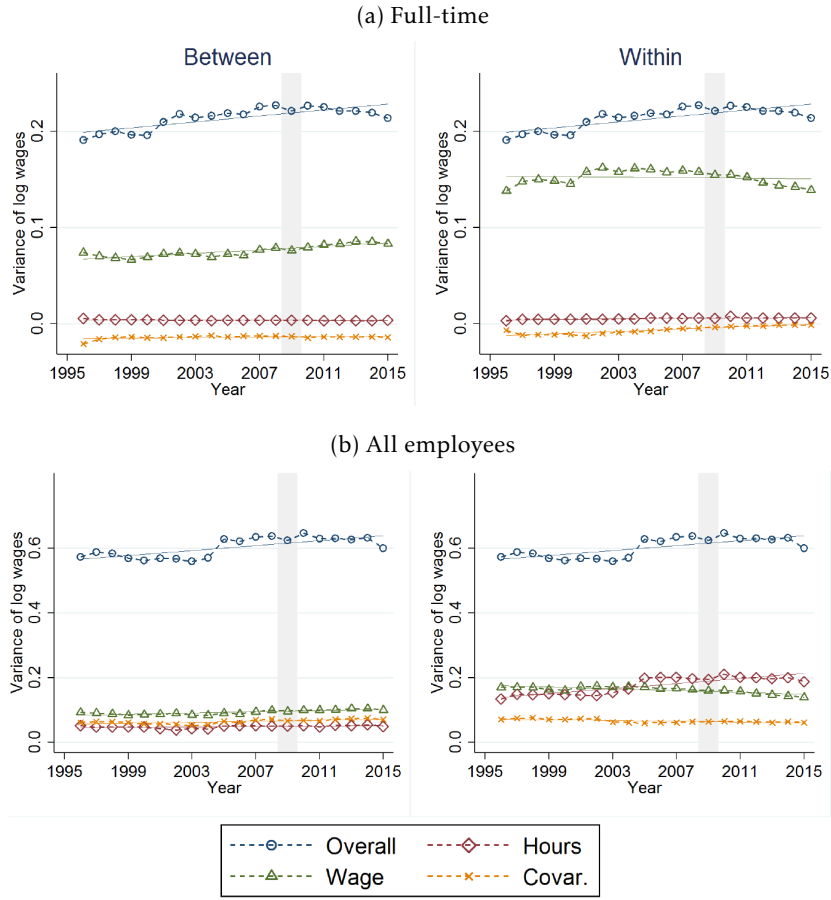 (a) Full-time
Between
Within
Variance of log wages
0.2
0.1
0.0
1995 1999 2003 2007 2011 2015
Year
Variance of log wages
0.2
0.1
0.0
1995 1999 2003 2007 2011 2015
Year
(b) All employees
Variance of log wages
0.6
0.4
0.2
0.0
1995 1999 2003 2007 2011 2015
Year
Variance of log wages
0.6
0.4
0.2
0.0
1995 1999 2003 2007 2011 2015
Year
Overall Hours
Wage Covar.